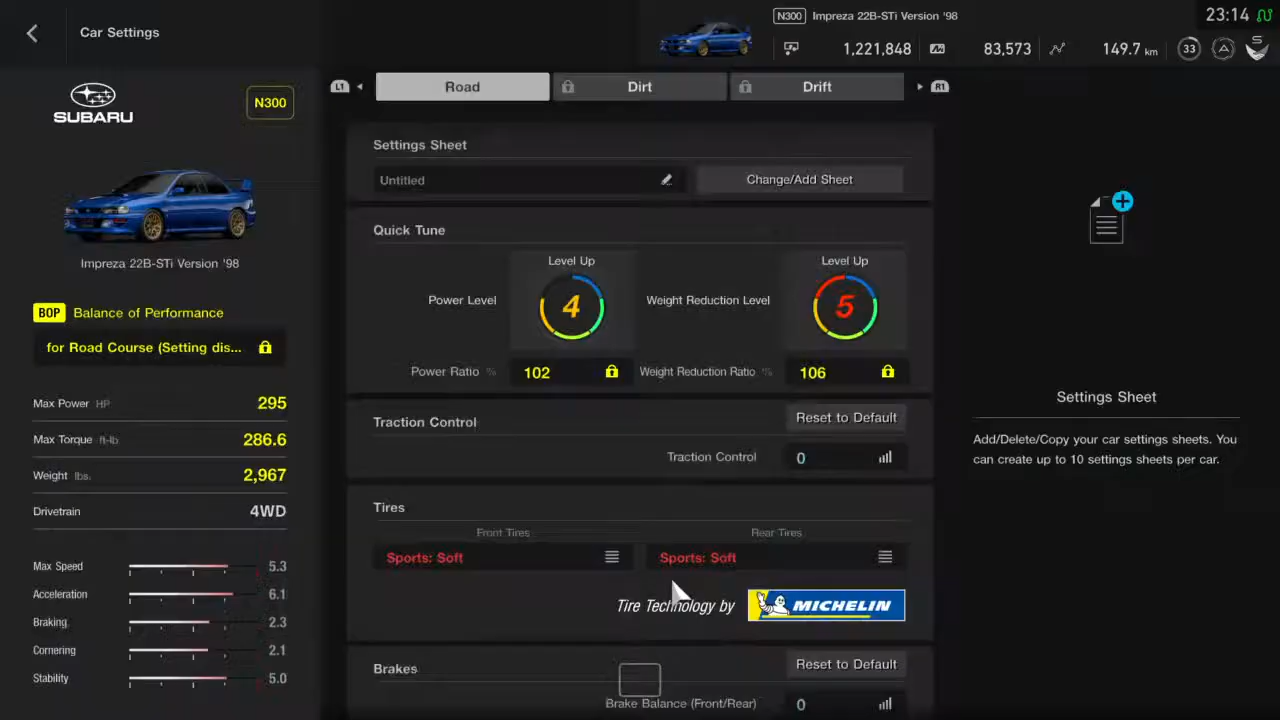 Car Settings
N300 Impreza 22B-STi Version '98
23:14
1,221,848 83,573 149.7 km 33
S
SUBARU
N300
Impreza 22B-STi Version '98
BOP Balance of Performance
for Road Course (Setting dis...
Max Power HP 295
Max Torque ft-lb 286.6
Weight lbs. 2,967
Drivetrain 4WD
Max Speed 5.3
Acceleration 6.1
Braking 2.3
Cornering 2.1
Stability 5.0
L1 Road Dirt Drift R1
Settings Sheet
Untitled Change/Add Sheet
Quick Tune
Level Up Level Up
Power Level 4 Weight Reduction Level 5
Power Ratio % 102 Weight Reduction Ratio % 106
Traction Control Reset to Default
Traction Control 0
Tires
Front Tires Rear Tires
Sports: Soft Sports: Soft
Tire Technology by MICHELIN
Brakes Reset to Default
Brake Balance (Front/Rear) 0
Settings Sheet
Add/Delete/Copy your car settings sheets. You
can create up to 10 settings sheets per car.